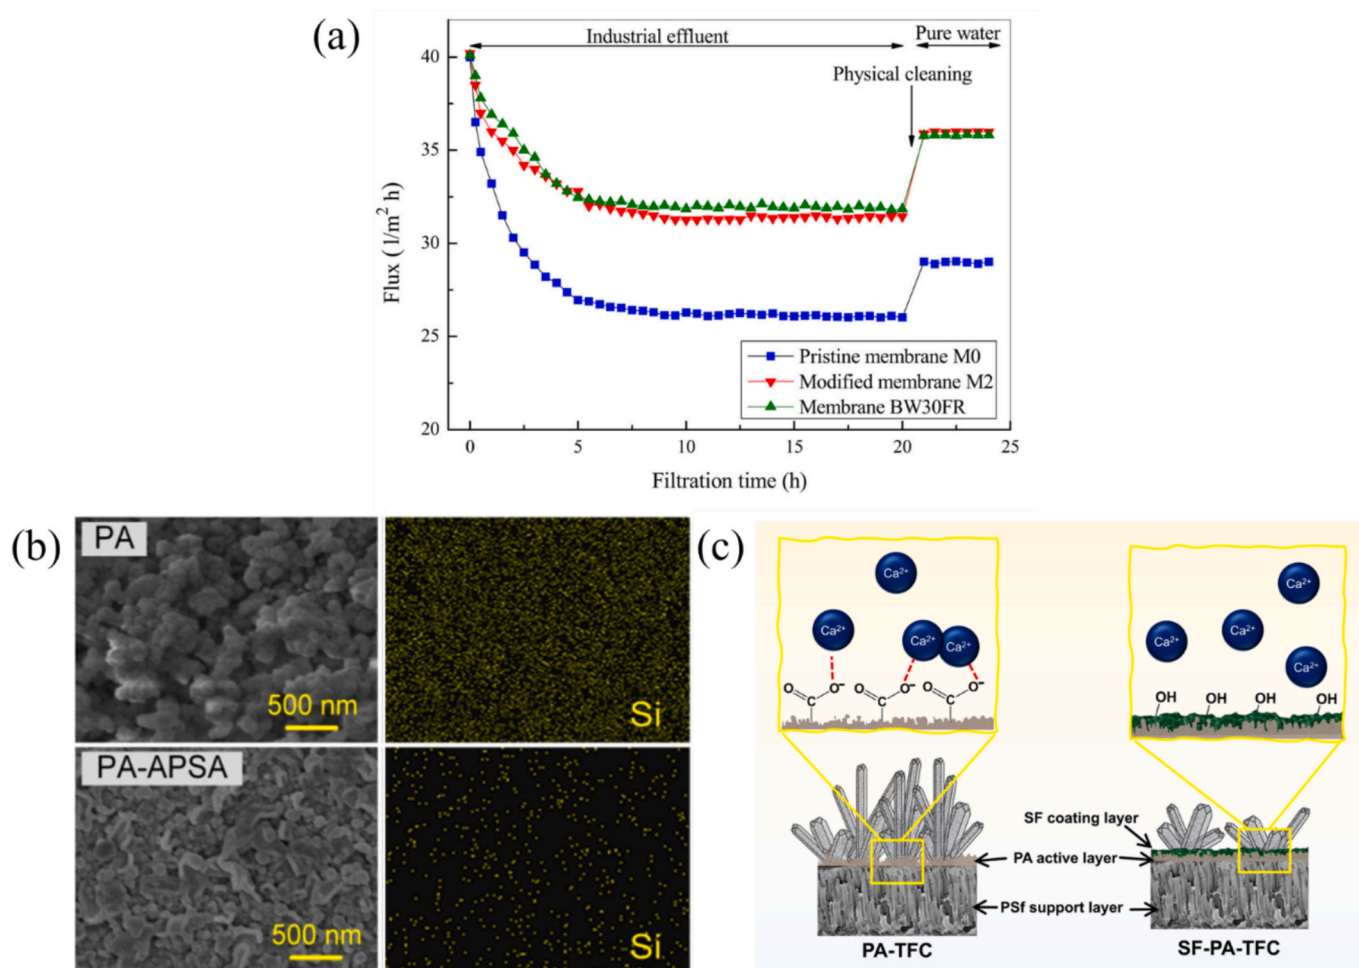 (a)
Industrial effluent
Pure water
Physical cleaning
40
35
30
25
20
Flux ( l/m² h)
Pristine membrane M0
Modified membrane M2
Membrane BW30FR
0
5
10
15
20
25
Filtration time (h)
(b)
PA
500 nm
Si
PA-APSA
500 nm
Si
(c)
Ca²⁺
Ca²⁺
Ca²⁺
Ca²⁺
O
O-
C
O
O-
C
O
O-
C
Ca²⁺
Ca²⁺
Ca²⁺
Ca²⁺
OH
OH
OH
OH
SF coating layer
PA active layer
PSf support layer
PA-TFC
SF-PA-TFC